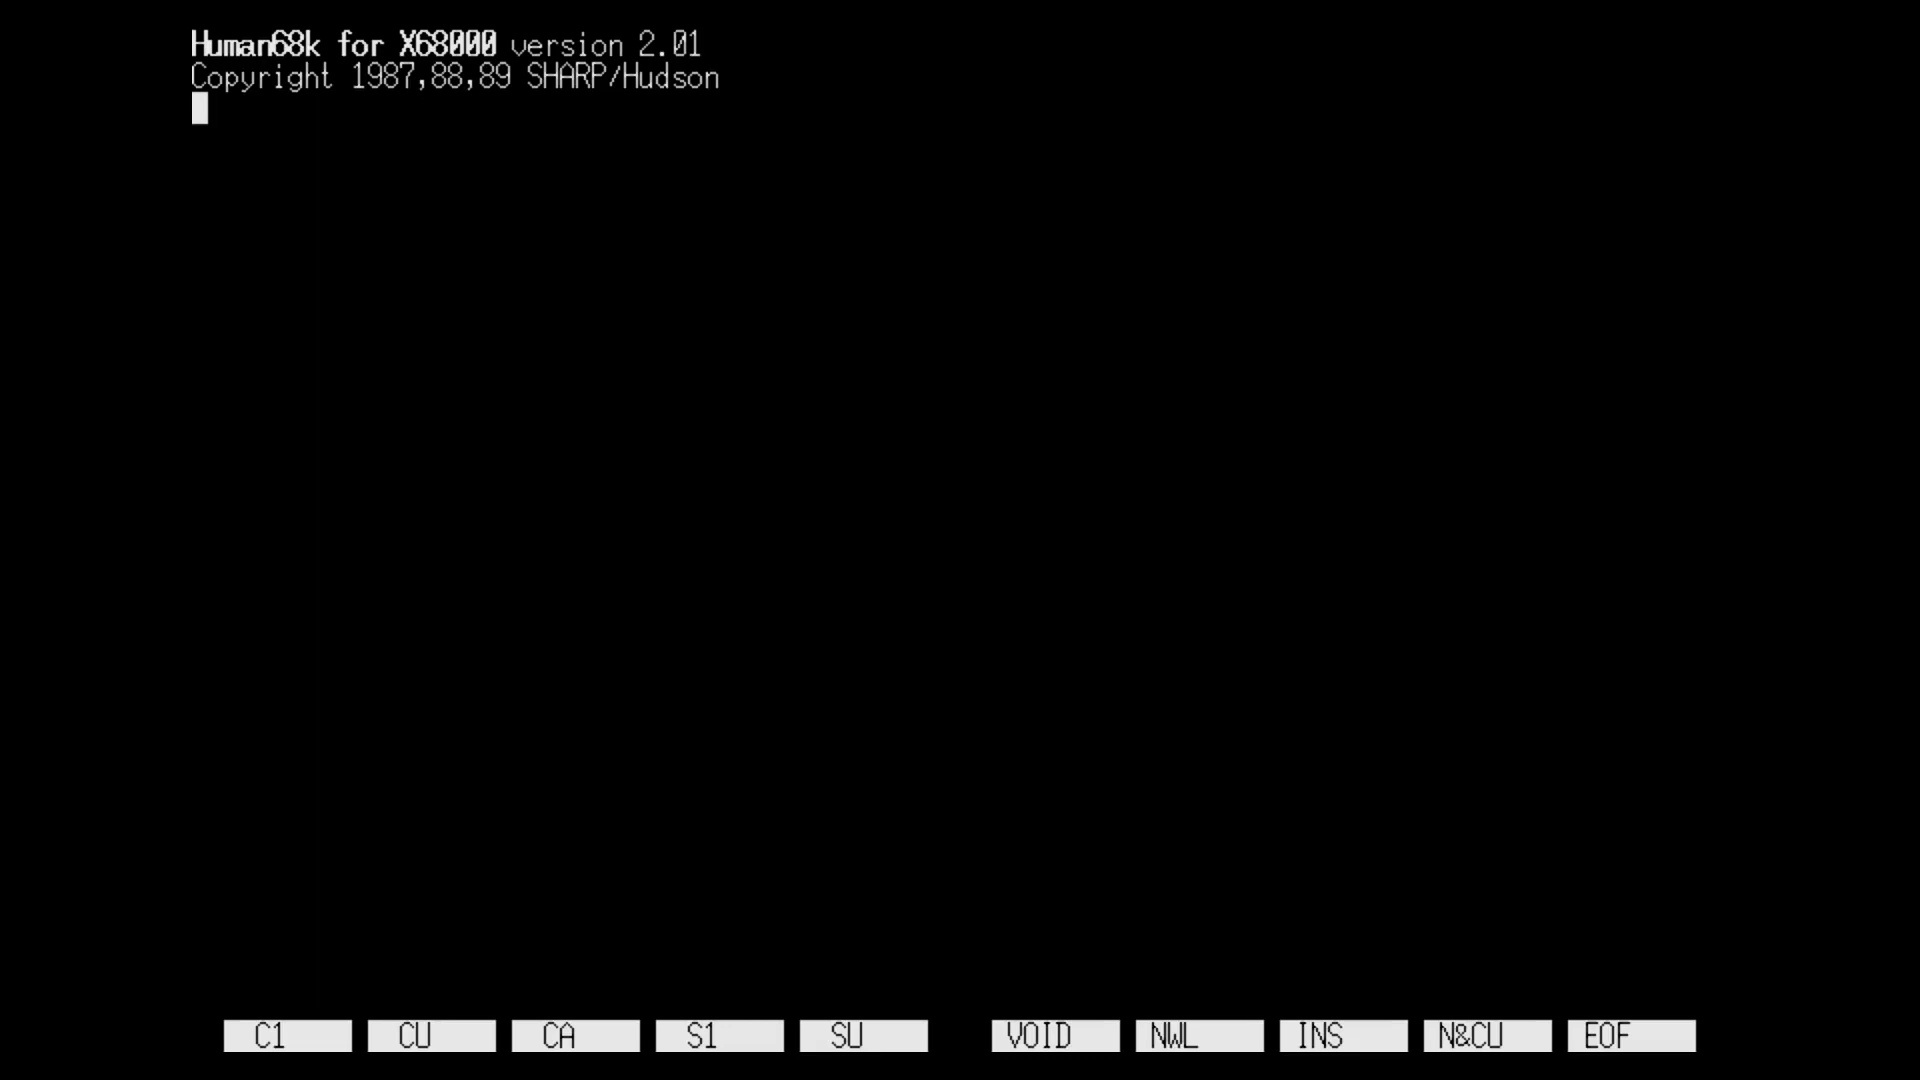 Human68k for X68000 version 2.01
Copyright 1987,88,89 SHARP/Hudson
C1 CU CA S1 SU VOID NWL INS N&CU EOF